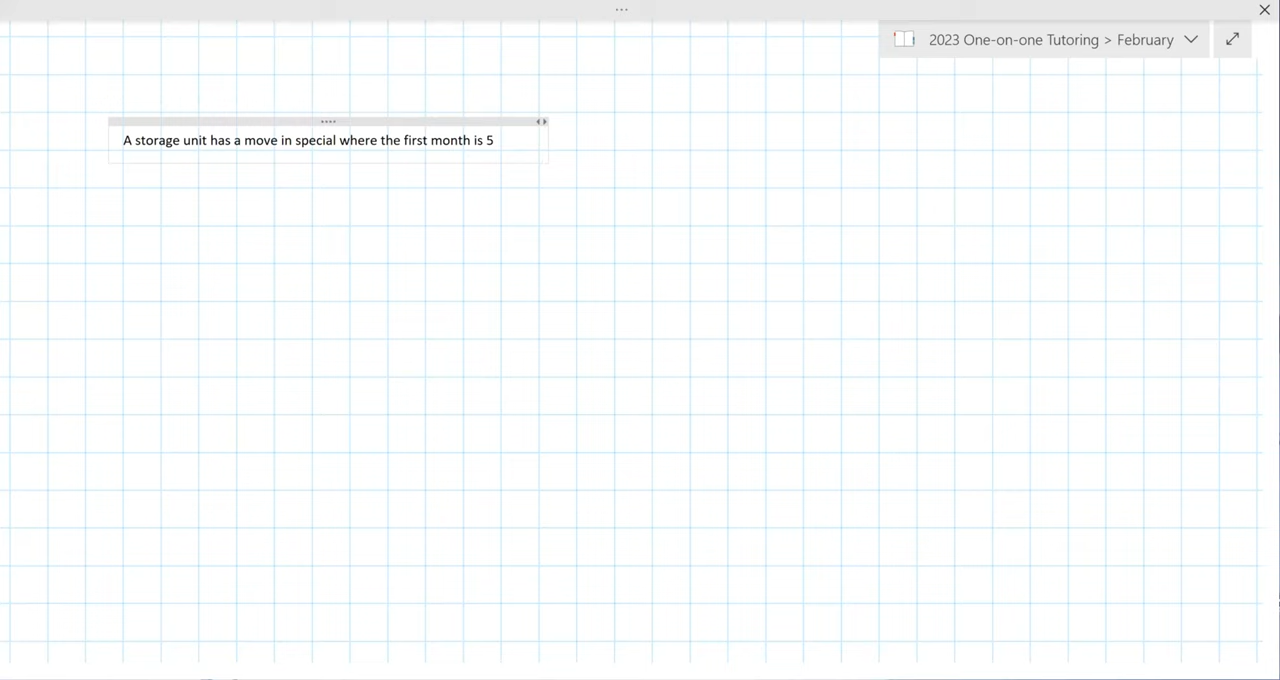 2023 One-on-one Tutoring > February
A storage unit has a move in special where the first month is 5